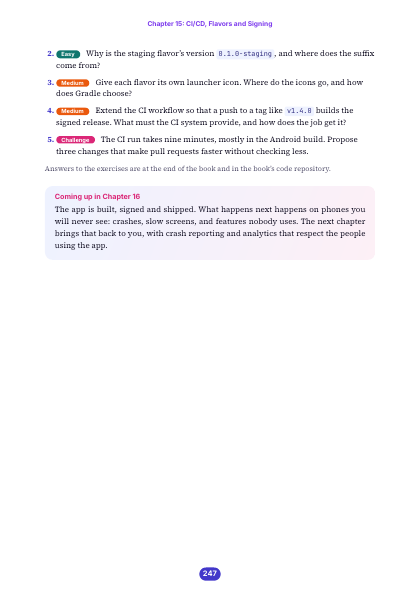 Chapter 15: CI/CD, Flavors and Signing
2. Easy Why is the staging flavor's version 0.1.0-staging, and where does the suffix
come from?
3. Medium Give each flavor its own launcher icon. Where do the icons go, and how
does Gradle choose?
4. Medium Extend the CI workflow so that a push to a tag like v1.4.0 builds the
signed release. What must the CI system provide, and how does the job get it?
5. Challenge The CI run takes nine minutes, mostly in the Android build. Propose
three changes that make pull requests faster without checking less.
Answers to the exercises are at the end of the book and in the book's code repository.
Coming up in Chapter 16
The app is built, signed and shipped. What happens next happens on phones you
will never see: crashes, slow screens, and features nobody uses. The next chapter
brings that back to you, with crash reporting and analytics that respect the people
using the app.
247